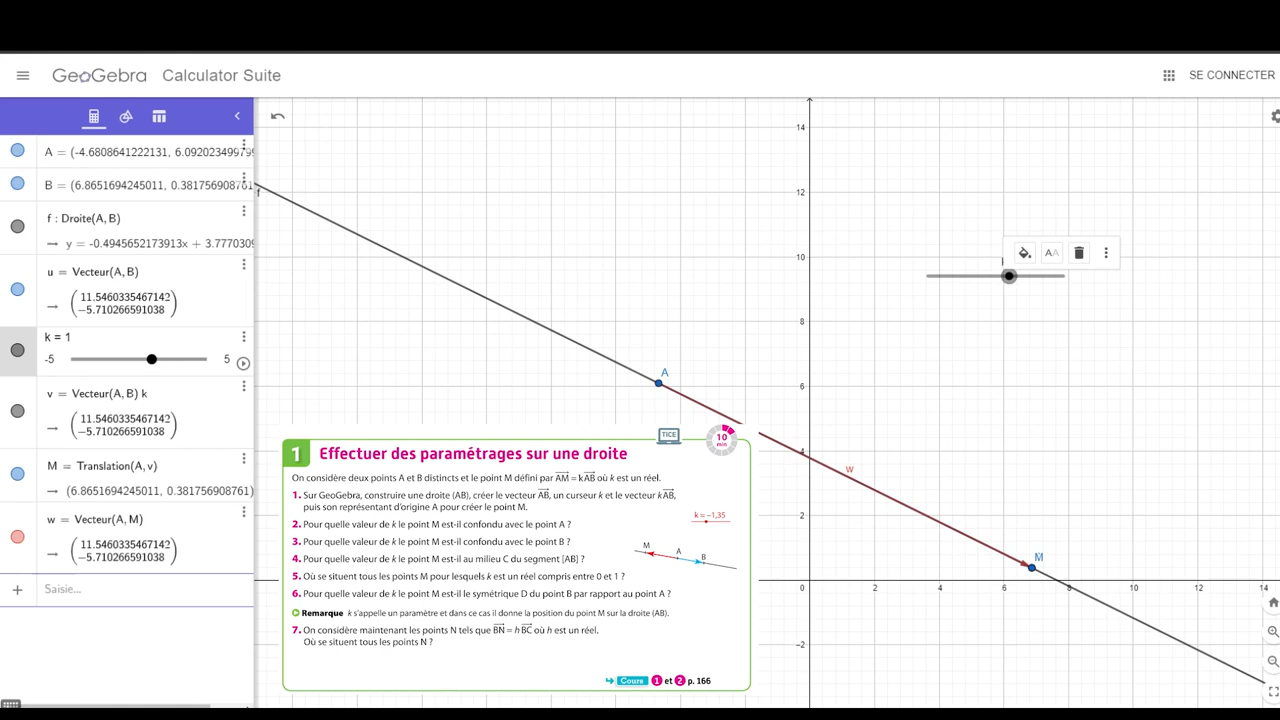 GeoGebra Calculator Suite
SE CONNECTER
A = (-4.6808641222131, 6.092023499799
B = (6.8651694245011, 0.381756908761
f : Droite(A, B)
→ y = -0.4945652173913x + 3.7770309
u = Vecteur(A, B)
→ (11.5460335467142
−5.710266591038)
k = 1
-5
5
v = Vecteur(A, B) k
→ (11.5460335467142
−5.710266591038)
M = Translation(A, v)
→ (6.8651694245011, 0.381756908761)
w = Vecteur(A, M)
→ (11.5460335467142
−5.710266591038)
+ Saisie...
f
14
12
10
8
6
4
2
−2
0
2
4
6
8
10
12
14
AA
A
w
M
TICE
10 min
1 Effectuer des paramétrages sur une droite
On considère deux points A et B distincts et le point M défini par AM = kAB où k est un réel.
1. Sur GeoGebra, construire une droite (AB), créer le vecteur AB, un curseur k et le vecteur kAB,
puis son représentant d'origine A pour créer le point M.
k = −1,35
2. Pour quelle valeur de k le point M est-il confondu avec le point A ?
3. Pour quelle valeur de k le point M est-il confondu avec le point B ?
M A B
4. Pour quelle valeur de k le point M est-il au milieu C du segment [AB] ?
5. Où se situent tous les points M pour lesquels k est un réel compris entre 0 et 1 ?
6. Pour quelle valeur de k le point M est-il le symétrique D du point B par rapport au point A ?
Remarque k s'appelle un paramètre et dans ce cas il donne la position du point M sur la droite (AB).
7. On considère maintenant les points N tels que BN = h BC où h est un réel.
Où se situent tous les points N ?
Cours 1 et 2 p. 166